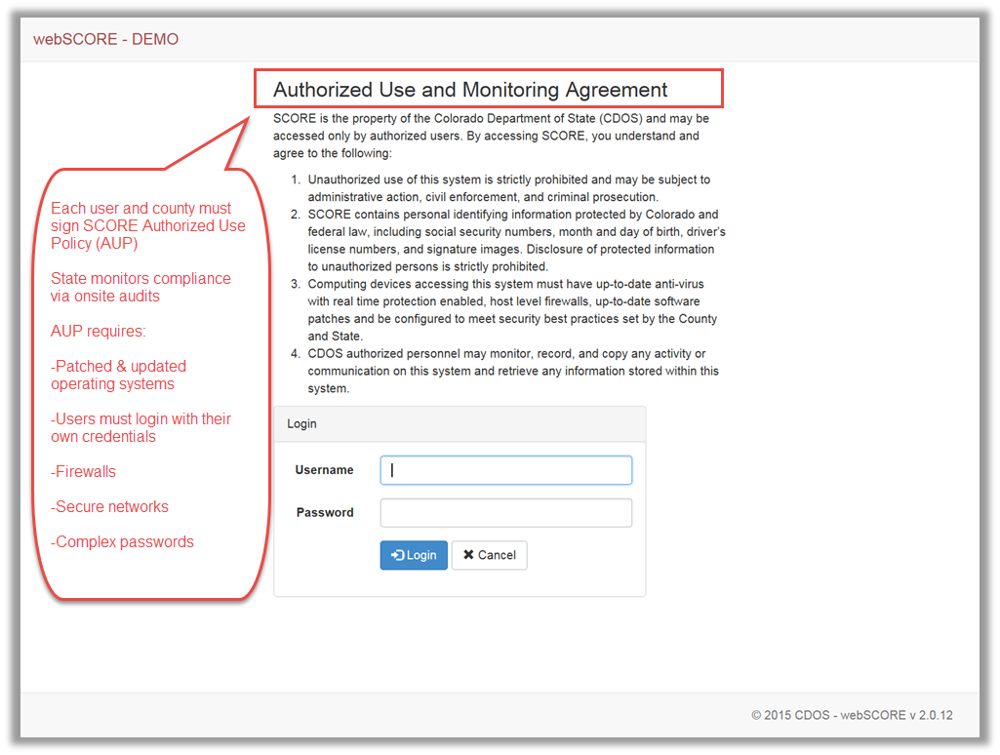 webSCORE - DEMO
Authorized Use and Monitoring Agreement
SCORE is the property of the Colorado Department of State (CDOS) and may be
accessed only by authorized users. By accessing SCORE, you understand and
agree to the following:
1. Unauthorized use of this system is strictly prohibited and may be subject to
administrative action, civil enforcement, and criminal prosecution.
2. SCORE contains personal identifying information protected by Colorado and
federal law, including social security numbers, month and day of birth, driver's
license numbers, and signature images. Disclosure of protected information
to unauthorized persons is strictly prohibited.
3. Computing devices accessing this system must have up-to-date anti-virus
with real time protection enabled, host level firewalls, up-to-date software
patches and be configured to meet security best practices set by the County
and State.
4. CDOS authorized personnel may monitor, record, and copy any activity or
communication on this system and retrieve any information stored within this
system.
Each user and county must
sign SCORE Authorized Use
Policy (AUP)
State monitors compliance
via onsite audits
AUP requires:
-Patched & updated
operating systems
-Users must login with their
own credentials
-Firewalls
-Secure networks
-Complex passwords
Login
Username
Password
Login
Cancel
© 2015 CDOS - webSCORE v 2.0.12